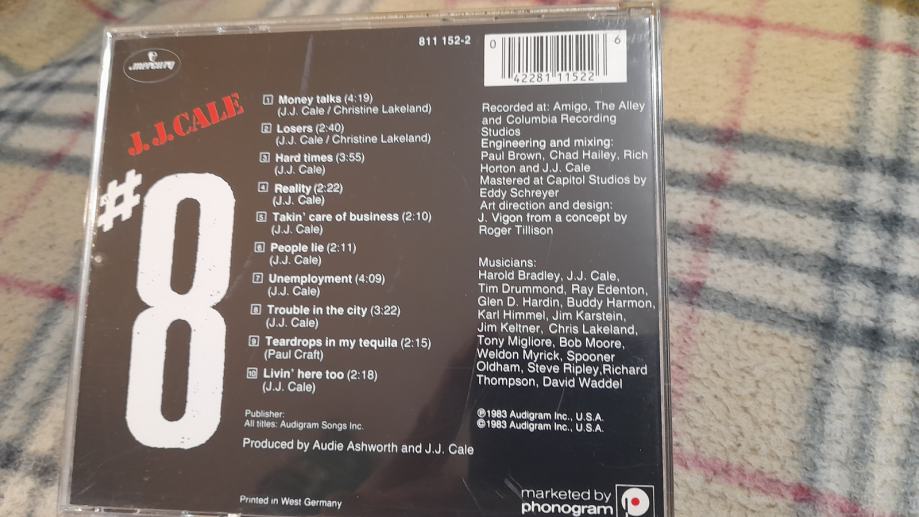 mercury
811 152-2
0 42281 11522 6
J.J.CALE
#8
1 Money talks (4:19)
(J.J. Cale / Christine Lakeland)
2 Losers (2:40)
(J.J. Cale / Christine Lakeland)
3 Hard times (3:55)
(J.J. Cale)
4 Reality (2:22)
(J.J. Cale)
5 Takin' care of business (2:10)
(J.J. Cale)
6 People lie (2:11)
(J.J. Cale)
7 Unemployment (4:09)
(J.J. Cale)
8 Trouble in the city (3:22)
(J.J. Cale)
9 Teardrops in my tequila (2:15)
(Paul Craft)
10 Livin' here too (2:18)
(J.J. Cale)
Publisher:
All titles: Audigram Songs Inc.
Produced by Audie Ashworth and J.J. Cale
Printed in West Germany
Recorded at: Amigo, The Alley
and Columbia Recording
Studios
Engineering and mixing:
Paul Brown, Chad Hailey, Rich
Horton and J.J. Cale
Mastered at Capitol Studios by
Eddy Schreyer
Art direction and design:
J. Vigon from a concept by
Roger Tillison
Musicians:
Harold Bradley, J.J. Cale,
Tim Drummond, Ray Edenton,
Glen D. Hardin, Buddy Harmon,
Karl Himmel, Jim Karstein,
Jim Keltner, Chris Lakeland,
Tony Migliore, Bob Moore,
Weldon Myrick, Spooner
Oldham, Steve Ripley,Richard
Thompson, David Waddel
℗1983 Audigram Inc., U.S.A.
©1983 Audigram Inc., U.S.A.
marketed by
phonogram